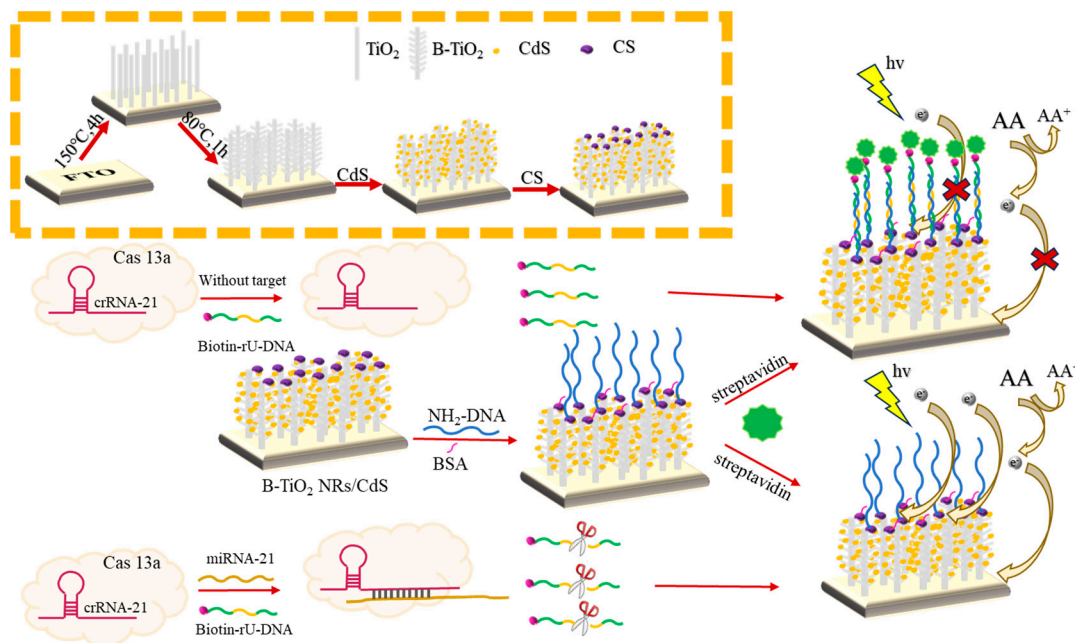 TiO2
B-TiO2
CdS
CS
150°C,4h
80°C,1h
FTO
CdS
CS
hv
e-
AA
AA+
e-
Cas 13a
crRNA-21
Without target
Biotin-rU-DNA
NH2-DNA
BSA
B-TiO2 NRs/CdS
streptavidin
streptavidin
hv
e-
e-
AA
AA+
e-
Cas 13a
crRNA-21
miRNA-21
Biotin-rU-DNA